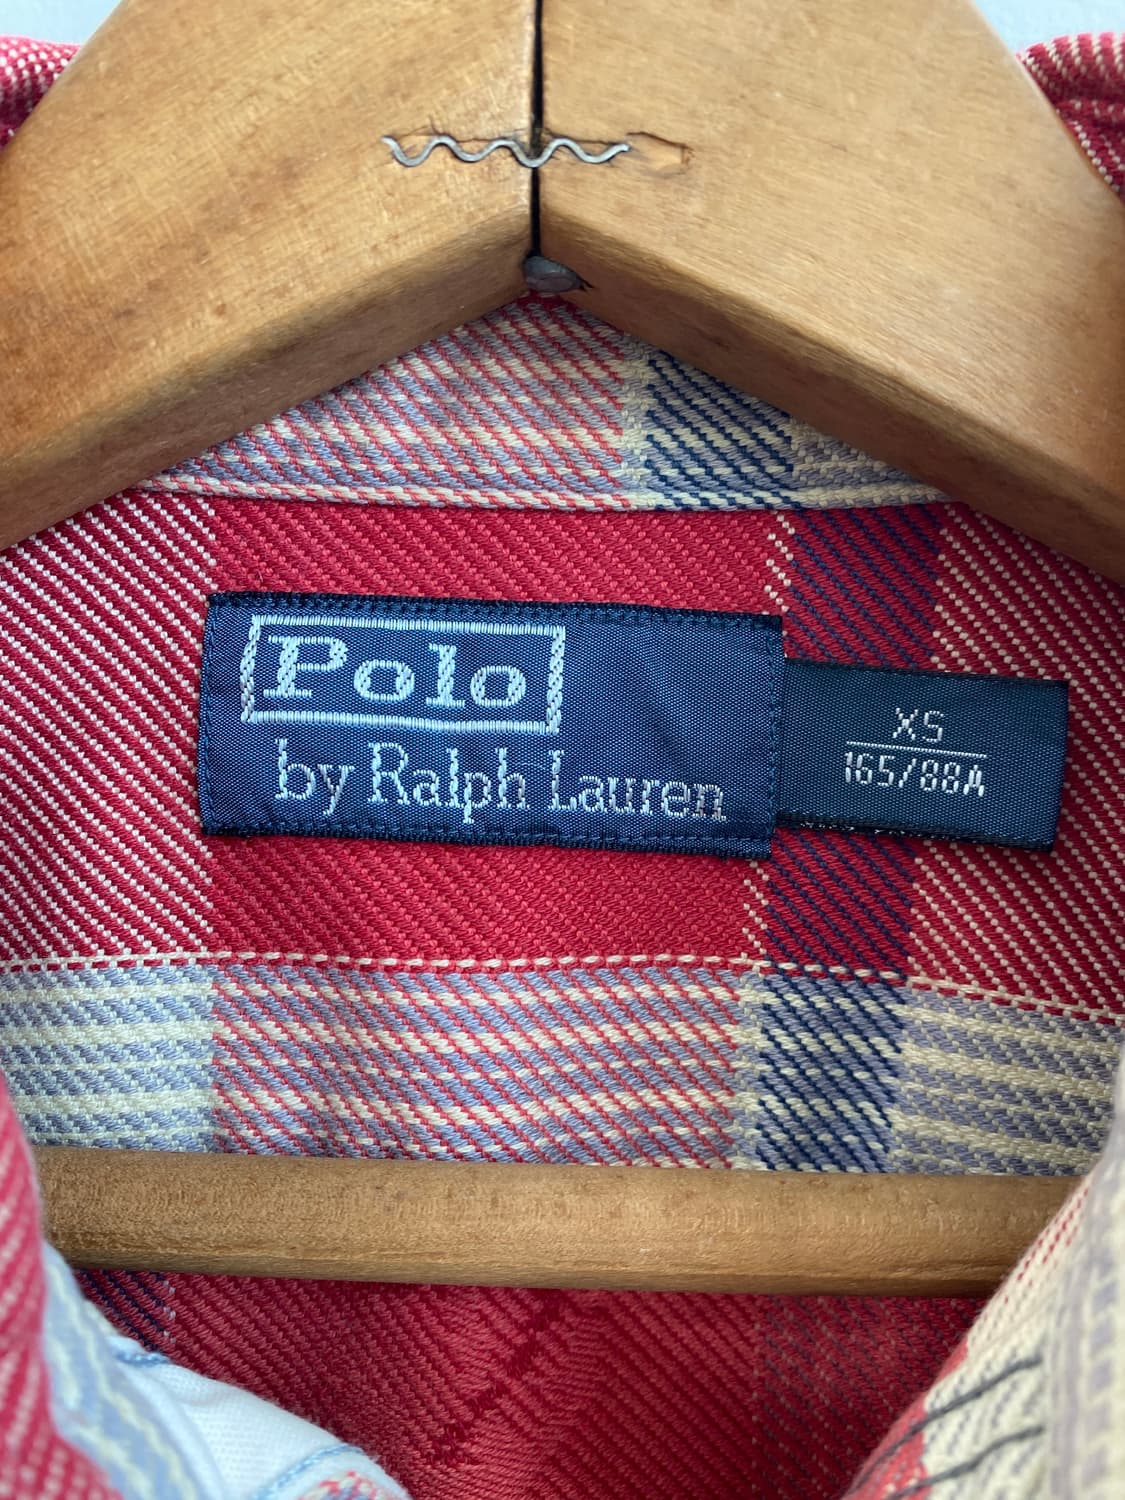 Polo
by Ralph Lauren
XS
165/88A